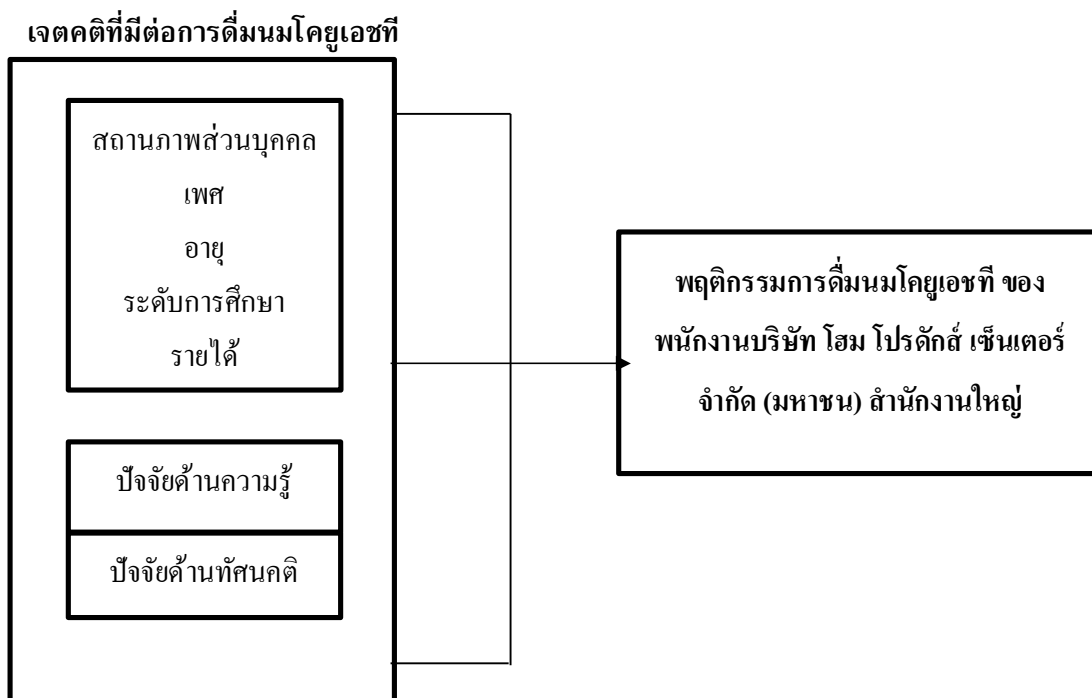 เจตคติที่มีต่อการดื่มนมโคยูเอชที
สถานภาพส่วนบุคคล
เพศ
อายุ
ระดับการศึกษา
รายได้
ปัจจัยด้านความรู้
ปัจจัยด้านทัศนคติ
พฤติกรรมการดื่มนมโคยูเอชที ของ
พนักงานบริษัท โฮม โปรดักส์ เซ็นเตอร์
จำกัด (มหาชน) สำนักงานใหญ่